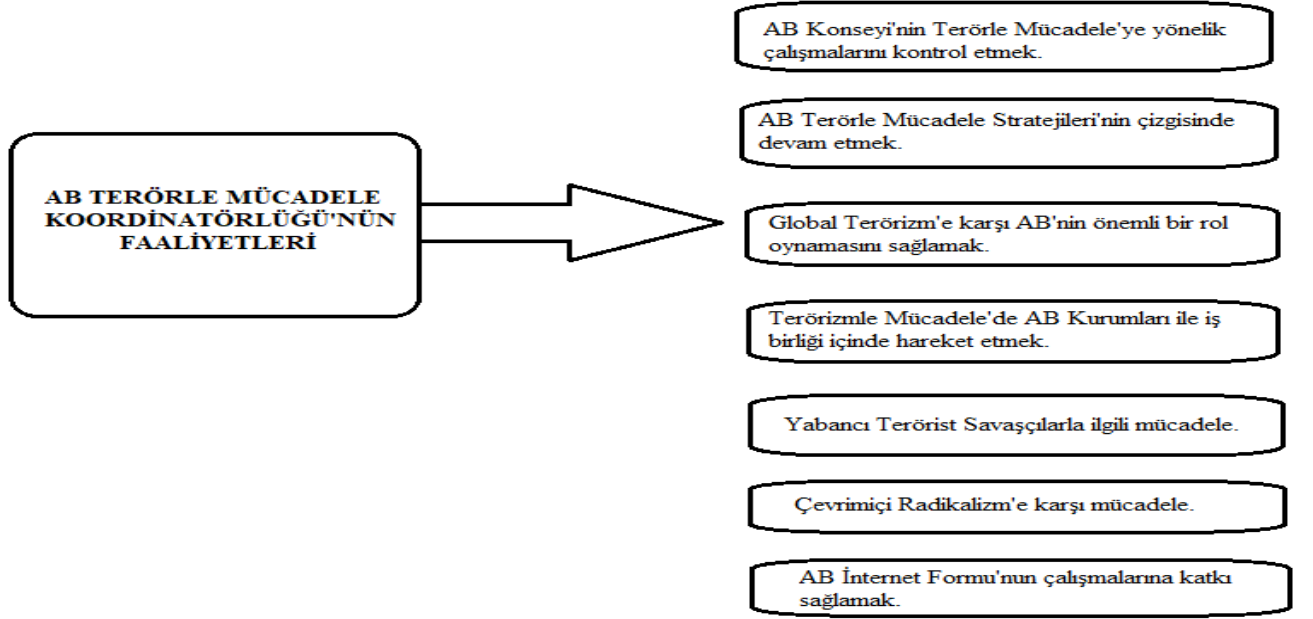 AB TERÖRLE MÜCADELE
KOORDİNATÖRLÜĞÜ'NÜN
FAALİYETLERİ
AB Konseyi'nin Terörle Mücadele'ye yönelik
çalışmalarını kontrol etmek.
AB Terörle Mücadele Stratejileri'nin çizgisinde
devam etmek.
Global Terörizm'e karşı AB'nin önemli bir rol
oynamasını sağlamak.
Terörizmle Mücadele'de AB Kurumları ile iş
birliği içinde hareket etmek.
Yabancı Terörist Savaşçılarla ilgili mücadele.
Çevrimiçi Radikalizm'e karşı mücadele.
AB İnternet Formu'nun çalışmalarına katkı
sağlamak.